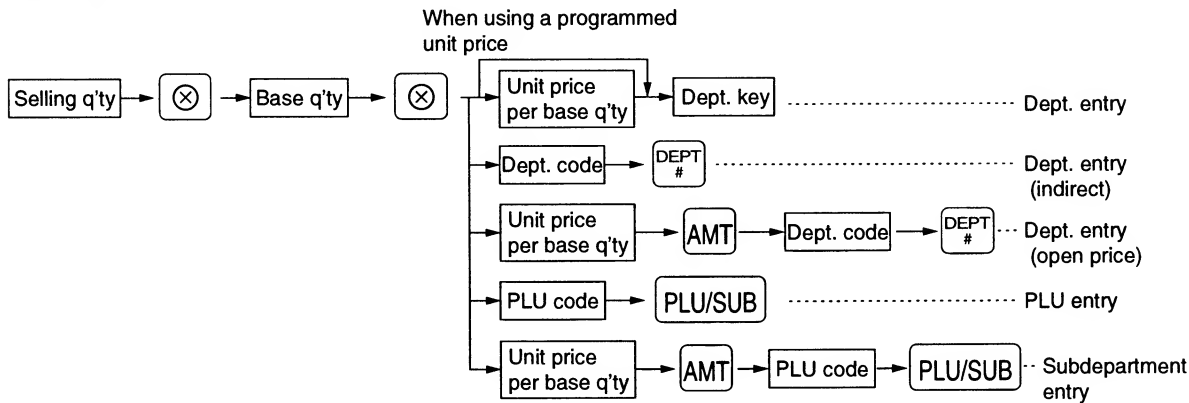 When using a programmed
unit price
Selling q'ty
⊗
Base q'ty
⊗
Unit price
per base q'ty
Dept. key
Dept. entry
Dept. code
DEPT
#
Dept. entry
(indirect)
Unit price
per base q'ty
AMT
Dept. code
DEPT
#
Dept. entry
(open price)
PLU code
PLU/SUB
PLU entry
Unit price
per base q'ty
AMT
PLU code
PLU/SUB
Subdepartment
entry